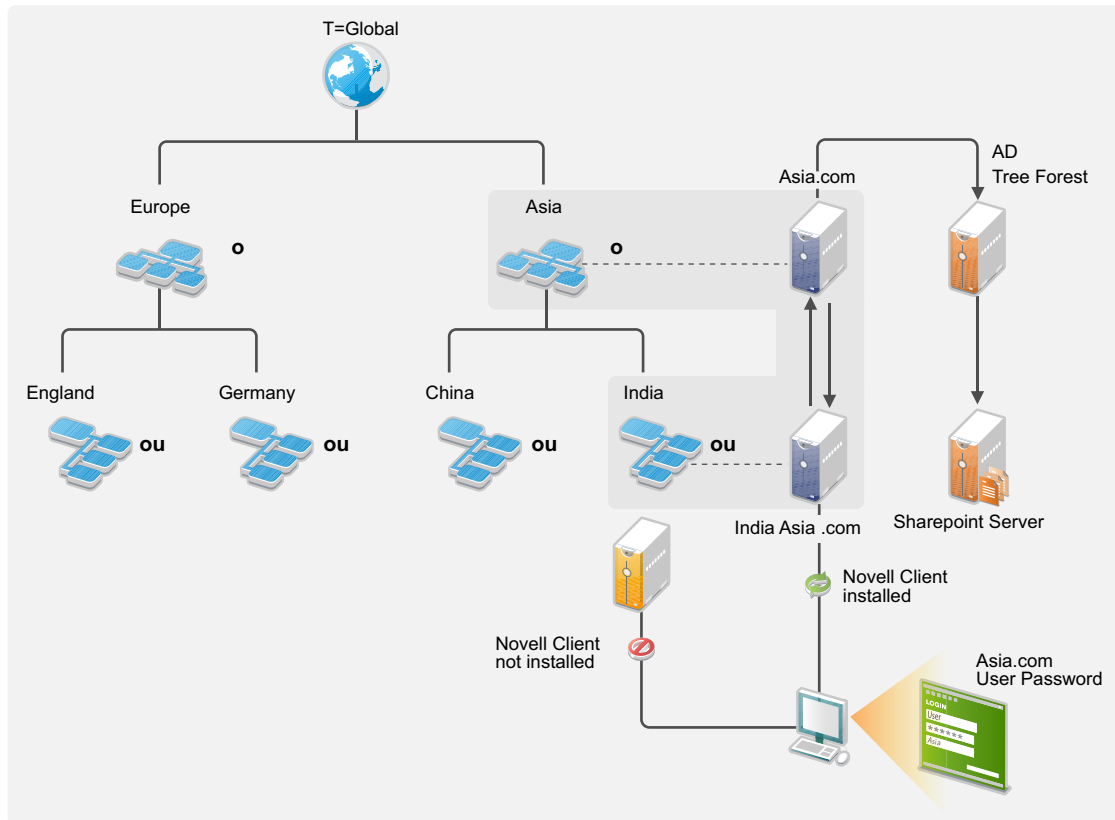 T=Global
AD
Tree Forest
Asia.com
Europe
Asia
o
o
England
Germany
China
India
ou
ou
ou
ou
India Asia .com
Sharepoint Server
Novell Client
installed
Novell Client
not installed
Asia.com
User Password
LOGIN
User
******
Asia